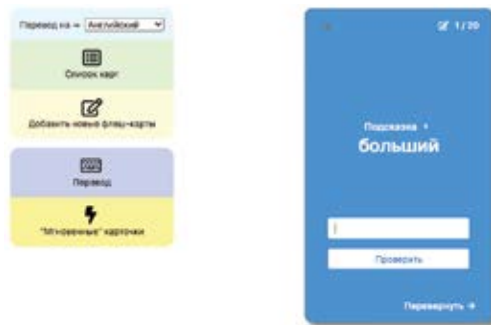 Перевод на ⇒ Английский
Список карт
Добавить новые флэш-карты
Перевод
"Мгновенные" карточки
1/20
Подсказка
больший
Проверить
Перевернуть →